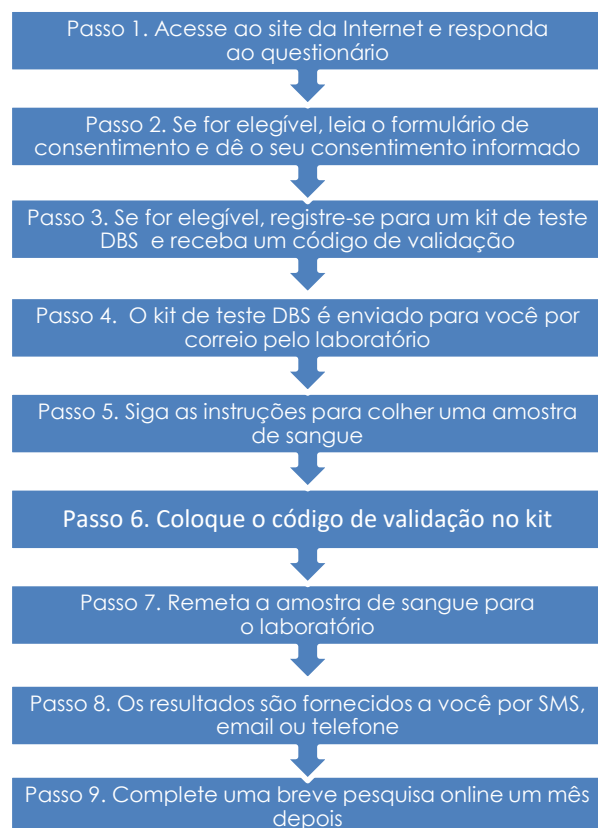 Passo 1. Acesse ao site da Internet e responda
ao questionário
Passo 2. Se for elegível, leia o formulário de
consentimento e dê o seu consentimento informado
Passo 3. Se for elegível, registre-se para um kit de teste
DBS e receba um código de validação
Passo 4. O kit de teste DBS é enviado para você por
correio pelo laboratório
Passo 5. Siga as instruções para colher uma amostra
de sangue
Passo 6. Coloque o código de validação no kit
Passo 7. Remeta a amostra de sangue para
o laboratório
Passo 8. Os resultados são fornecidos a você por SMS,
email ou telefone
Passo 9. Complete uma breve pesquisa online um mês
depois